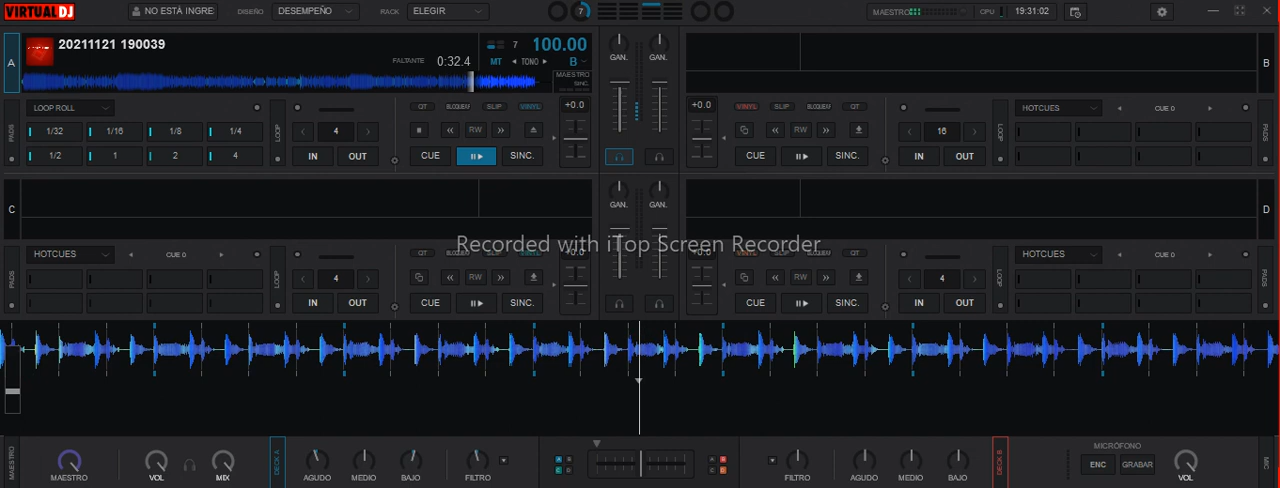 VIRTUAL DJ NO ESTÁ INGRE DISEÑO DESEMPEÑO RACK ELEGIR 7 MAESTRO CPU 19:31:02
A 20211121 190039 7 100.00 B
FALTANTE 0:32.4 MT TONO B
MAESTRO SINC.
GAN. GAN.
PADS LOOP ROLL LOOP 4 QT BLOQUEAR SLIP VINYL +0.0
1/32 1/16 1/8 1/4 RW
1/2 1 2 4 IN OUT CUE SINC.
+0.0 VINYL SLIP BLOQUEAR QT 16 LOOP HOTCUES CUE 0 PADS
RW
CUE SINC. IN OUT
C D
GAN. GAN.
Recorded with iTop Screen Recorder
PADS HOTCUES CUE 0 LOOP 4 QT BLOQUEAR SLIP VINYL +0.0
RW
IN OUT CUE SINC.
+0.0 VINYL SLIP BLOQUEAR QT 4 LOOP HOTCUES CUE 0 PADS
RW
CUE SINC. IN OUT
MAESTRO MAESTRO VOL MIX DECK A AGUDO MEDIO BAJO FILTRO
A B B
C D C D
FILTRO AGUDO MEDIO BAJO DECK B MICRÓFONO
ENC GRABAR VOL MIC